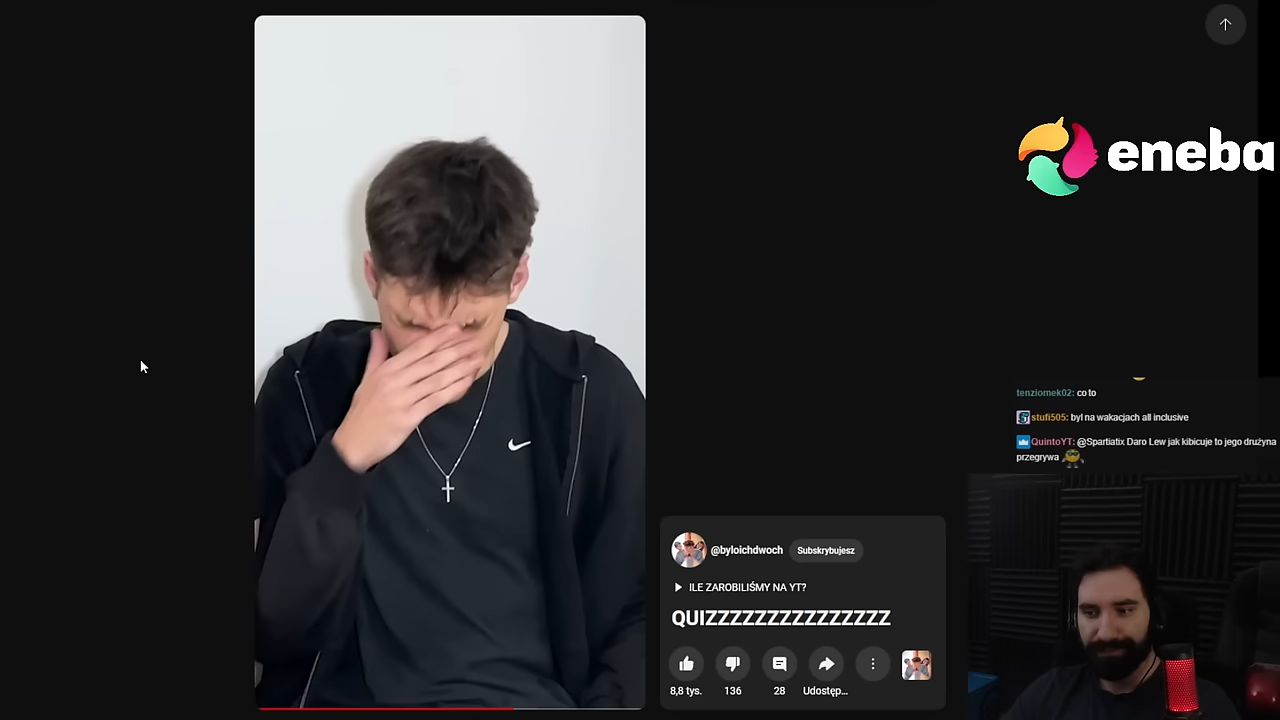 eneba
tenziomek02: co to
stufi505: byl na wakacjach all inclusive
QuintoYT: @Spartiatix Daro Lew jak kibicuje to jego drużyna
przegrywa
@byloichdwoch
Subskrybujesz
ILE ZAROBILIŚMY NA YT?
QUIZZZZZZZZZZZZZZZ
8,8 tys.
136
28
Udostęp...